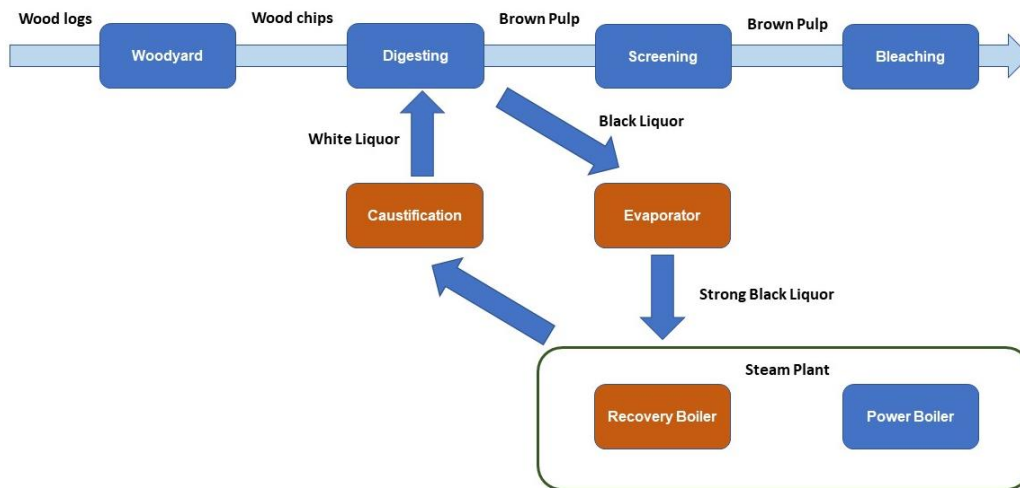 Wood logs
Wood chips
Brown Pulp
Brown Pulp
Woodyard
Digesting
Screening
Bleaching
White Liquor
Black Liquor
Caustification
Evaporator
Strong Black Liquor
Steam Plant
Recovery Boiler
Power Boiler